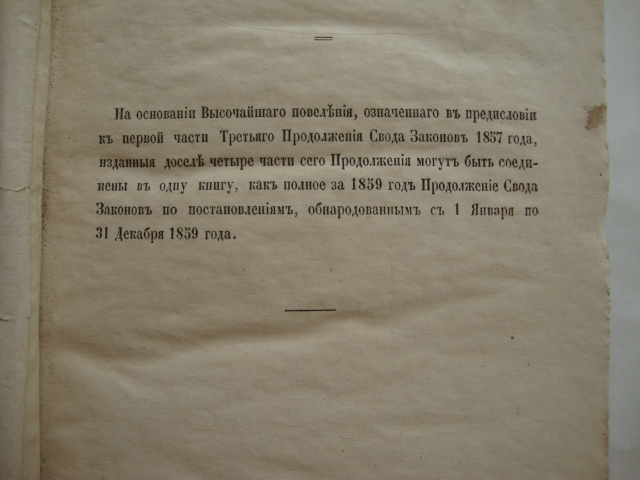 На основаніи Высочайшаго повелѣнія, означеннаго въ предисловіи
къ первой части Третьяго Продолженія Свода Законовъ 1857 года,
изданныя доселѣ четыре части сего Продолженія могутъ быть соеди-
нены въ одну книгу, какъ полное за 1859 годъ Продолженіе Свода
Законовъ по постановленіямъ, обнародованнымъ съ 1 Января по
31 Декабря 1859 года.